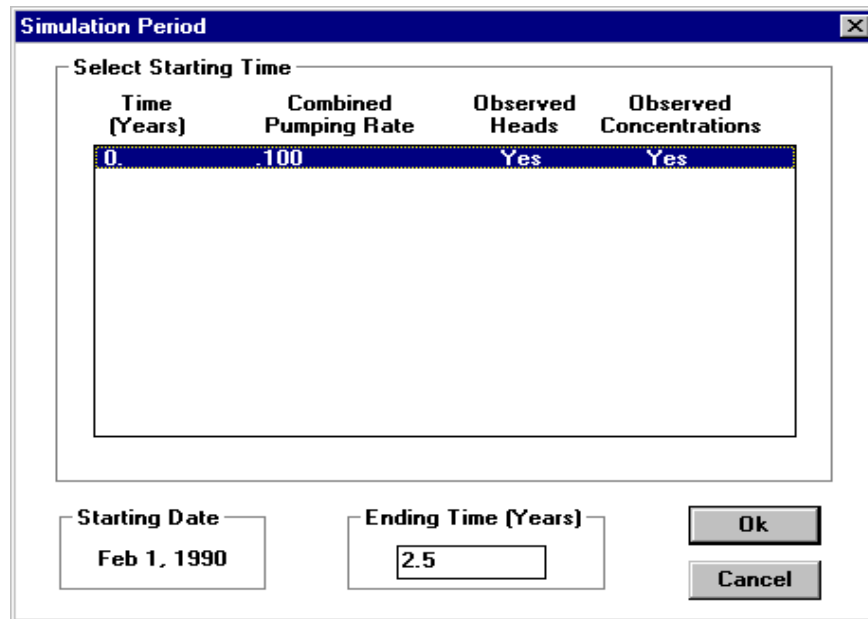 Simulation Period
Select Starting Time
Time (Years) Combined Pumping Rate Observed Heads Observed Concentrations
0. .100 Yes Yes
Starting Date
Feb 1, 1990
Ending Time (Years)
2.5
Ok
Cancel